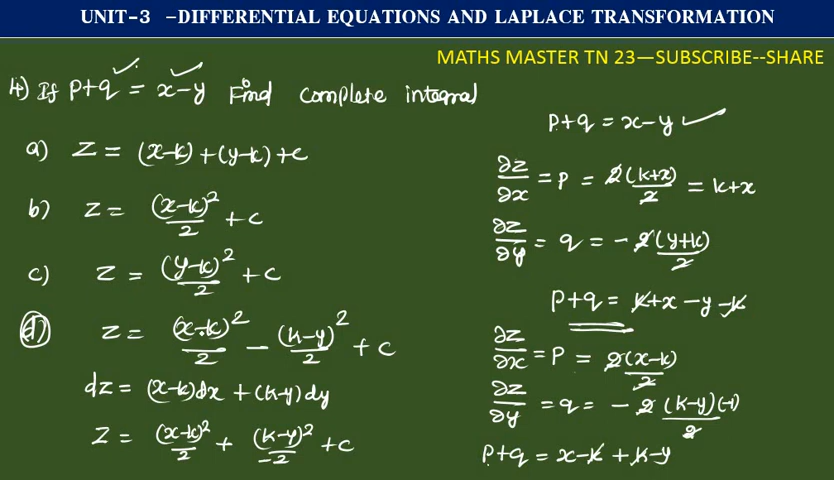 UNIT-3 -DIFFERENTIAL EQUATIONS AND LAPLACE TRANSFORMATION
MATHS MASTER TN 23—SUBSCRIBE--SHARE
4) If p+q = x-y Find complete integral
a) Z = (x-k)+(y-k)+c
b) Z = (x-k)²/2 + c
c) Z = (y-k)²/2 + c
d) Z = (x-k)²/2 - (k-y)²/2 + c
dz = (x-k)dx + (k-y)dy
Z = (x-k)²/2 + (k-y)²/-2 + c
p+q = x-y
∂z/∂x = p = 2(k+x)/2 = k+x
∂z/∂y = q = -2(y+k)/2
p+q = k+x-y-k
∂z/∂x = p = 2(x-k)/2
∂z/∂y = q = -2(k-y)(-1)/2
p+q = x-k+k-y